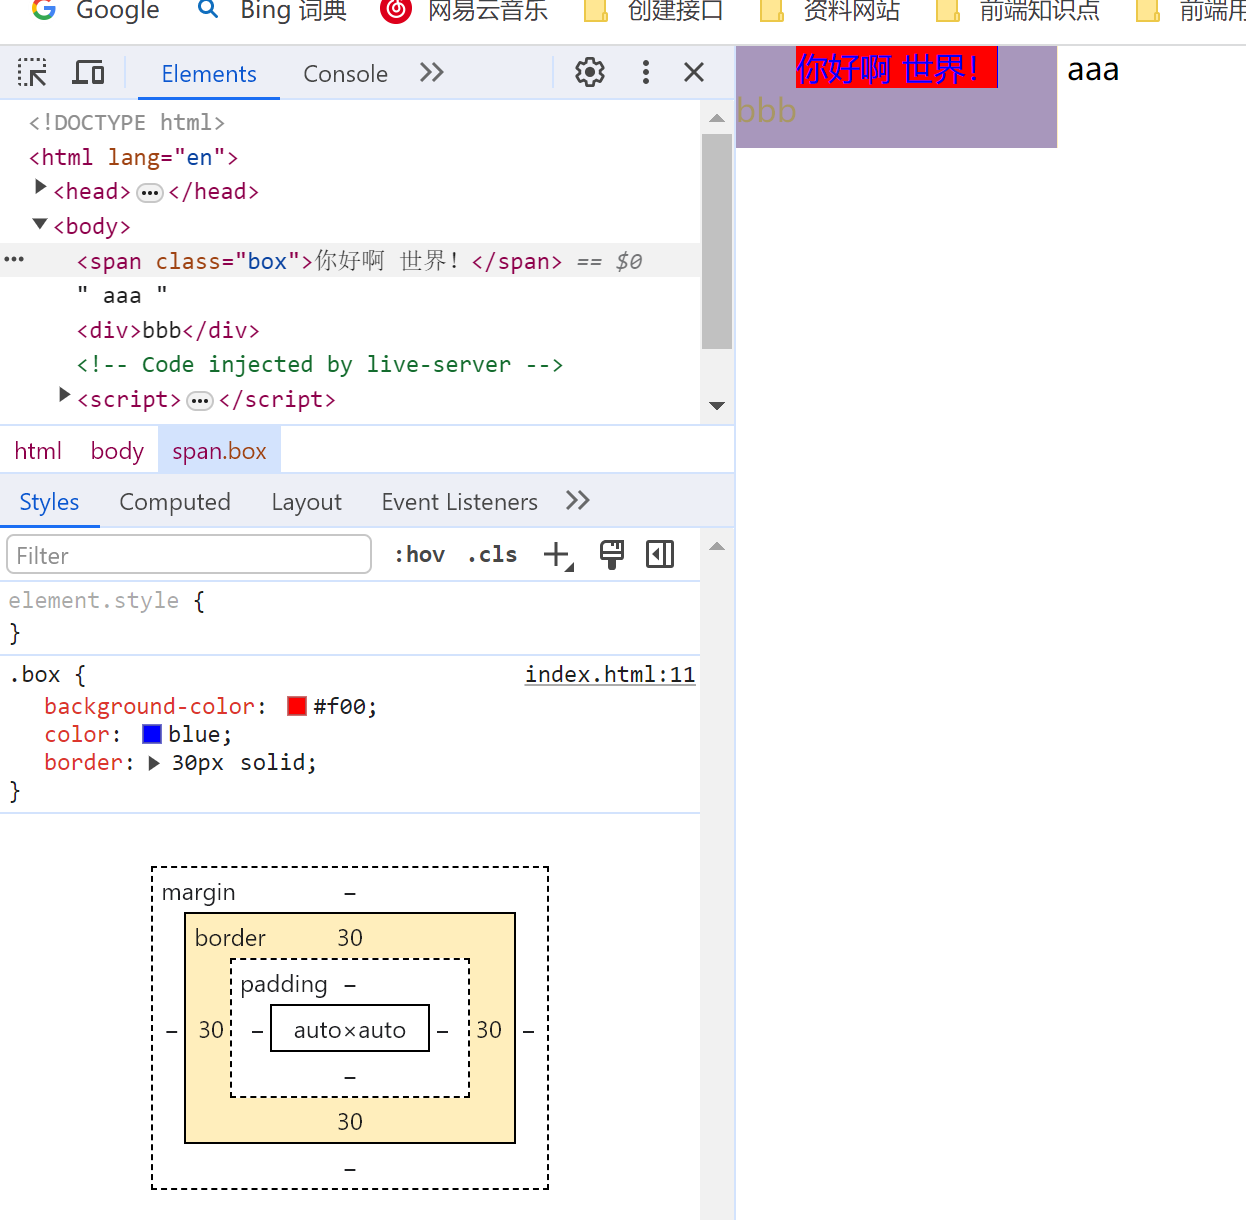 Google Bing 词典 网易云音乐 创建接口 资料网站 前端知识点 前端用
Elements Console
<!DOCTYPE html>
<html lang="en">
<head>…</head>
<body>
… <span class="box">你好啊 世界! </span> == $0
" aaa "
<div>bbb</div>
<!-- Code injected by live-server -->
<script>…</script>
html body span.box
Styles Computed Layout Event Listeners
Filter :hov .cls
element.style {
}
.box { index.html:11
background-color: #f00;
color: blue;
border: 30px solid;
}
margin –
border 30
padding –
– 30 – auto×auto – 30 –
–
30
–
你好啊 世界! aaa
bbb